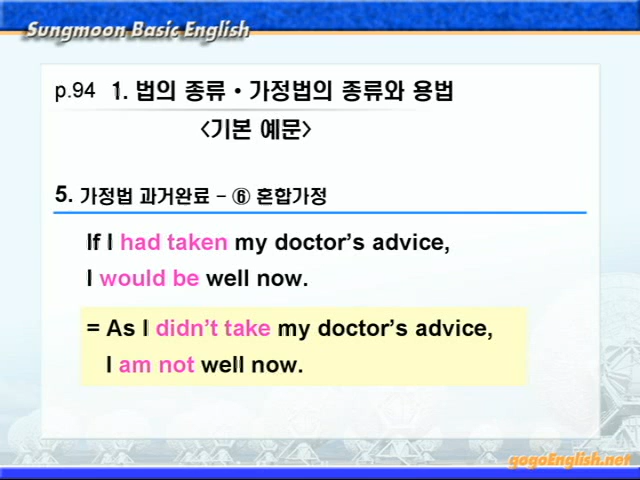 Sungmoon Basic English
p.94 1. 법의 종류 • 가정법의 종류와 용법
<기본 예문>
5. 가정법 과거완료 – ⑥ 혼합가정
If I had taken my doctor's advice,
I would be well now.
= As I didn't take my doctor's advice,
I am not well now.
gogoEnglish.net